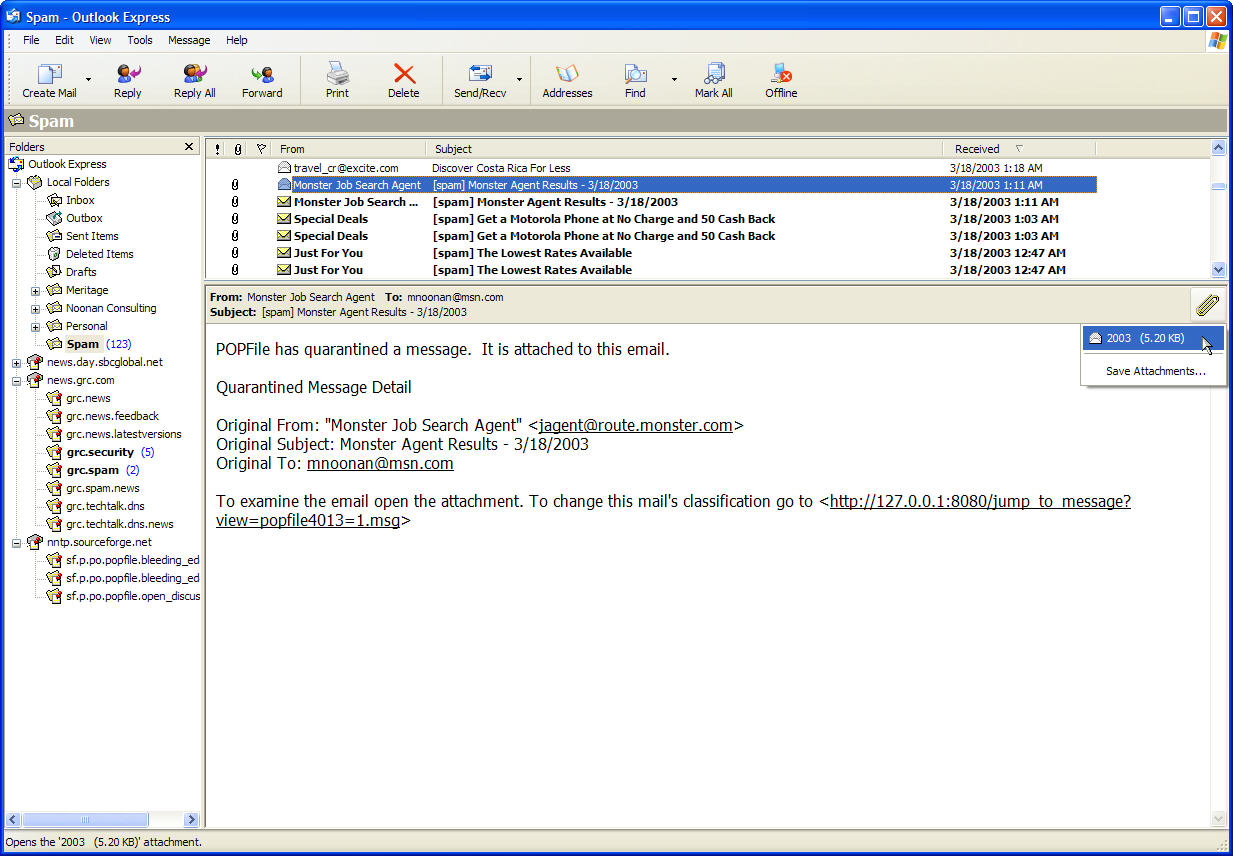 Spam - Outlook Express
File Edit View Tools Message Help
Create Mail Reply Reply All Forward Print Delete Send/Recv Addresses Find Mark All Offline
Spam
Folders
Outlook Express
Local Folders
Inbox
Outbox
Sent Items
Deleted Items
Drafts
Meritage
Noonan Consulting
Personal
Spam (123)
news.day.sbcglobal.net
news.grc.com
grc.news
grc.news.feedback
grc.news.latestversions
grc.security (5)
grc.spam (2)
grc.spam.news
grc.techtalk.dns
grc.techtalk.dns.news
nntp.sourceforge.net
sf.p.po.popfile.bleeding_ed
sf.p.po.popfile.bleeding_ed
sf.p.po.popfile.open_discus
! From Subject Received
travel_cr@excite.com Discover Costa Rica For Less 3/18/2003 1:18 AM
Monster Job Search Agent [spam] Monster Agent Results - 3/18/2003 3/18/2003 1:11 AM
Monster Job Search ... [spam] Monster Agent Results - 3/18/2003 3/18/2003 1:11 AM
Special Deals [spam] Get a Motorola Phone at No Charge and 50 Cash Back 3/18/2003 1:03 AM
Special Deals [spam] Get a Motorola Phone at No Charge and 50 Cash Back 3/18/2003 1:03 AM
Just For You [spam] The Lowest Rates Available 3/18/2003 12:47 AM
Just For You [spam] The Lowest Rates Available 3/18/2003 12:47 AM
From: Monster Job Search Agent To: mnoonan@msn.com
Subject: [spam] Monster Agent Results - 3/18/2003
2003 (5.20 KB)
Save Attachments...
POPFile has quarantined a message. It is attached to this email.
Quarantined Message Detail
Original From: "Monster Job Search Agent" <jagent@route.monster.com>
Original Subject: Monster Agent Results - 3/18/2003
Original To: mnoonan@msn.com
To examine the email open the attachment. To change this mail's classification go to <http://127.0.0.1:8080/jump_to_message?
view=popfile4013=1.msg>
Opens the '2003 (5.20 KB)' attachment.